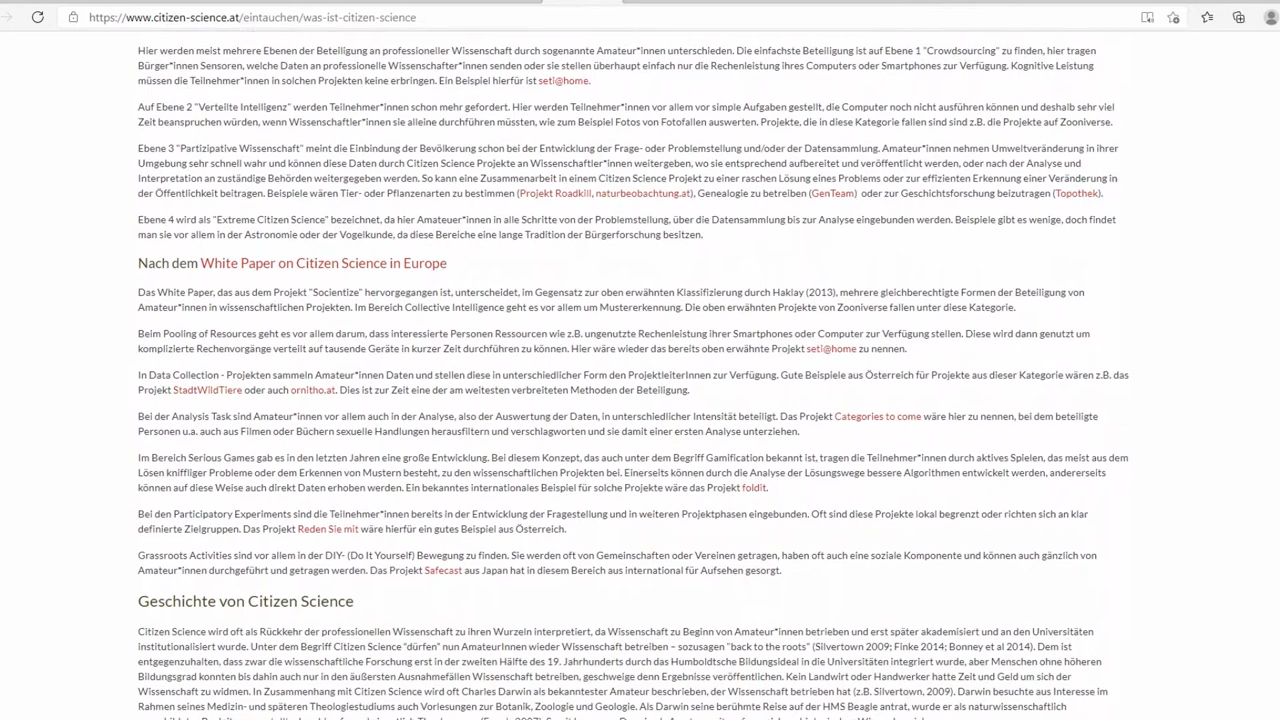 https://www.citizen-science.at/eintauchen/was-ist-citizen-science
Hier werden meist mehrere Ebenen der Beteiligung an professioneller Wissenschaft durch sogenannte Amateur*innen unterschieden. Die einfachste Beteiligung ist auf Ebene 1 "Crowdsourcing" zu finden, hier tragen
Bürger*innen Sensoren, welche Daten an professionelle Wissenschafter*innen senden oder sie stellen überhaupt einfach nur die Rechenleistung ihres Computers oder Smartphones zur Verfügung. Kognitive Leistung
müssen die Teilnehmer*innen in solchen Projekten keine erbringen. Ein Beispiel hierfür ist seti@home.
Auf Ebene 2 "Verteilte Intelligenz" werden Teilnehmer*innen schon mehr gefordert. Hier werden Teilnehmer*innen vor allem vor simple Aufgaben gestellt, die Computer noch nicht ausführen können und deshalb sehr viel
Zeit beanspruchen würden, wenn Wissenschaftler*innen sie alleine durchführen müssten, wie zum Beispiel Fotos von Fotofallen auswerten. Projekte, die in diese Kategorie fallen sind sind z.B. die Projekte auf Zooniverse.
Ebene 3 "Partizipative Wissenschaft" meint die Einbindung der Bevölkerung schon bei der Entwicklung der Frage- oder Problemstellung und/oder der Datensammlung. Amateur*innen nehmen Umweltveränderung in ihrer
Umgebung sehr schnell wahr und können diese Daten durch Citizen Science Projekte an Wissenschaftler*innen weitergeben, wo sie entsprechend aufbereitet und veröffentlicht werden, oder nach der Analyse und
Interpretation an zuständige Behörden weitergegeben werden. So kann eine Zusammenarbeit in einem Citizen Science Projekt zu einer raschen Lösung eines Problems oder zur effizienten Erkennung einer Veränderung in
der Öffentlichkeit beitragen. Beispiele wären Tier- oder Pflanzenarten zu bestimmen (Projekt Roadkill, naturbeobachtung.at), Genealogie zu betreiben (GenTeam) oder zur Geschichtsforschung beizutragen (Topothek).
Ebene 4 wird als "Extreme Citizen Science" bezeichnet, da hier Amateuer*innen in alle Schritte von der Problemstellung, über die Datensammlung bis zur Analyse eingebunden werden. Beispiele gibt es wenige, doch findet
man sie vor allem in der Astronomie oder der Vogelkunde, da diese Bereiche eine lange Tradition der Bürgerforschung besitzen.
Nach dem White Paper on Citizen Science in Europe
Das White Paper, das aus dem Projekt "Socientize" hervorgegangen ist, unterscheidet, im Gegensatz zur oben erwähnten Klassifizierung durch Haklay (2013), mehrere gleichberechtigte Formen der Beteiligung von
Amateur*innen in wissenschaftlichen Projekten. Im Bereich Collective Intelligence geht es vor allem um Mustererkennung. Die oben erwähnten Projekte von Zooniverse fallen unter diese Kategorie.
Beim Pooling of Resources geht es vor allem darum, dass interessierte Personen Ressourcen wie z.B. ungenutzte Rechenleistung ihrer Smartphones oder Computer zur Verfügung stellen. Diese wird dann genutzt um
komplizierte Rechenvorgänge verteilt auf tausende Geräte in kurzer Zeit durchführen zu können. Hier wäre wieder das bereits oben erwähnte Projekt seti@home zu nennen.
In Data Collection - Projekten sammeln Amateur*innen Daten und stellen diese in unterschiedlicher Form den ProjektleiterInnen zur Verfügung. Gute Beispiele aus Österreich für Projekte aus dieser Kategorie wären z.B. das
Projekt StadtWildTiere oder auch ornitho.at. Dies ist zur Zeit eine der am weitesten verbreiteten Methoden der Beteiligung.
Bei der Analysis Task sind Amateur*innen vor allem auch in der Analyse, also der Auswertung der Daten, in unterschiedlicher Intensität beteiligt. Das Projekt Categories to come wäre hier zu nennen, bei dem beteiligte
Personen u.a. auch aus Filmen oder Büchern sexuelle Handlungen herausfiltern und verschlagworten und sie damit einer ersten Analyse unterziehen.
Im Bereich Serious Games gab es in den letzten Jahren eine große Entwicklung. Bei diesem Konzept, das auch unter dem Begriff Gamification bekannt ist, tragen die Teilnehmer*innen durch aktives Spielen, das meist aus dem
Lösen kniffliger Probleme oder dem Erkennen von Mustern besteht, zu den wissenschaftlichen Projekten bei. Einerseits können durch die Analyse der Lösungswege bessere Algorithmen entwickelt werden, andererseits
können auf diese Weise auch direkt Daten erhoben werden. Ein bekanntes internationales Beispiel für solche Projekte wäre das Projekt foldit.
Bei den Participatory Experiments sind die Teilnehmer*innen bereits in der Entwicklung der Fragestellung und in weiteren Projektphasen eingebunden. Oft sind diese Projekte lokal begrenzt oder richten sich an klar
definierte Zielgruppen. Das Projekt Reden Sie mit wäre hierfür ein gutes Beispiel aus Österreich.
Grassroots Activities sind vor allem in der DIY- (Do It Yourself) Bewegung zu finden. Sie werden oft von Gemeinschaften oder Vereinen getragen, haben oft auch eine soziale Komponente und können auch gänzlich von
Amateur*innen durchgeführt und getragen werden. Das Projekt Safecast aus Japan hat in diesem Bereich aus international für Aufsehen gesorgt.
Geschichte von Citizen Science
Citizen Science wird oft als Rückkehr der professionellen Wissenschaft zu ihren Wurzeln interpretiert, da Wissenschaft zu Beginn von Amateur*innen betrieben und erst später akademisiert und an den Universitäten
institutionalisiert wurde. Unter dem Begriff Citizen Science "dürfen" nun AmateurInnen wieder Wissenschaft betreiben – sozusagen "back to the roots" (Silvertown 2009; Finke 2014; Bonney et al 2014). Dem ist
entgegenzuhalten, dass zwar die wissenschaftliche Forschung erst in der zweiten Hälfte des 19. Jahrhunderts durch das Humboldtsche Bildungsideal in die Universitäten integriert wurde, aber Menschen ohne höheren
Bildungsgrad konnten bis dahin auch nur in den äußersten Ausnahmefällen Wissenschaft betreiben, geschweige denn Ergebnisse veröffentlichen. Kein Landwirt oder Handwerker hatte Zeit und Geld um sich der
Wissenschaft zu widmen. In Zusammenhang mit Citizen Science wird oft Charles Darwin als bekanntester Amateur beschrieben, der Wissenschaft betrieben hat (z.B. Silvertown, 2009). Darwin besuchte aus Interesse im
Rahmen seines Medizin- und späteren Theologiestudiums auch Vorlesungen zur Botanik, Zoologie und Geologie. Als Darwin seine berühmte Reise auf der HMS Beagle antrat, wurde er als naturwissenschaftlich